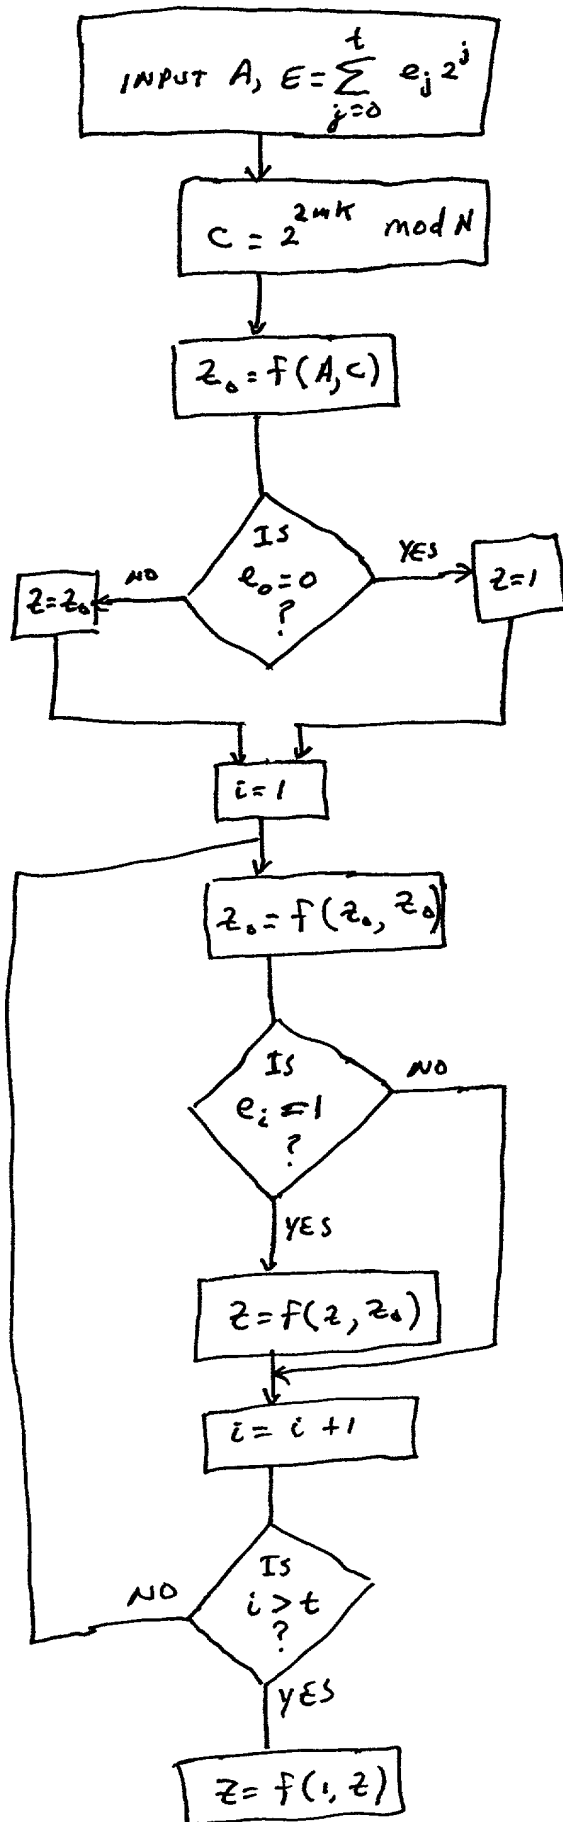 INPUT A, E = ∑_{j=0}^{t} e_j 2^j
C = 2^{2mK} mod N
Z_0 = f(A, C)
Is
e_0 = 0
?
NO
YES
Z = Z_0
Z = 1
i = 1
Z_0 = f(Z_0, Z_0)
Is
e_i = 1
?
NO
YES
Z = f(Z, Z_0)
i = i + 1
Is
i > t
?
NO
YES
Z = f(1, Z)